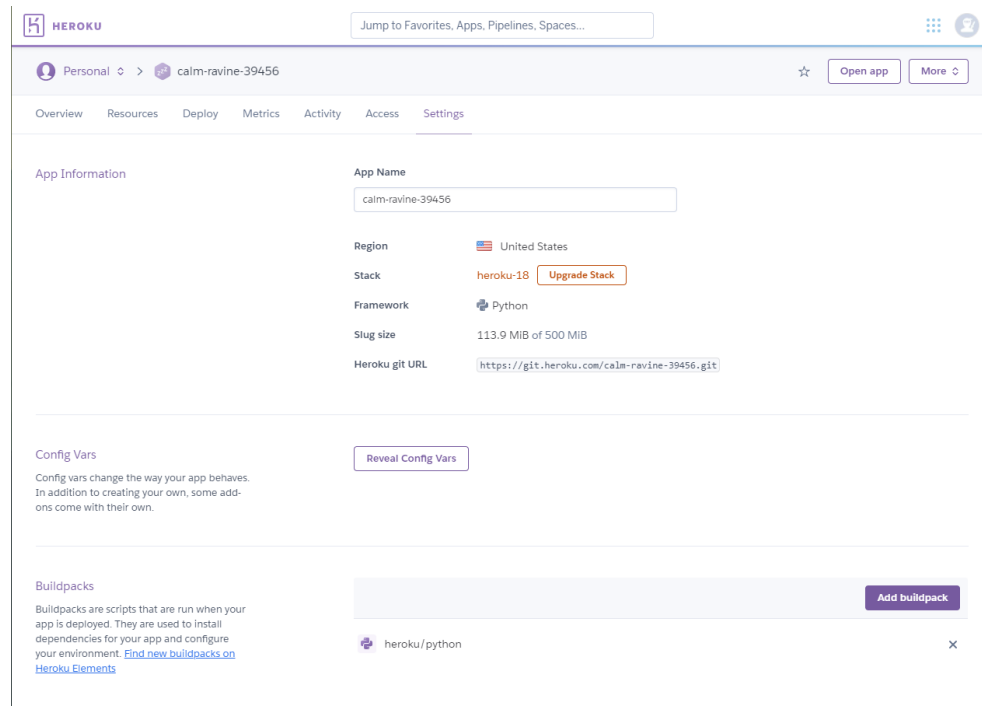 HEROKU
Jump to Favorites, Apps, Pipelines, Spaces...
Personal > calm-ravine-39456
Open app
More
Overview Resources Deploy Metrics Activity Access Settings
App Information
App Name
calm-ravine-39456
Region United States
Stack heroku-18 Upgrade Stack
Framework Python
Slug size 113.9 MiB of 500 MiB
Heroku git URL https://git.heroku.com/calm-ravine-39456.git
Config Vars
Config vars change the way your app behaves.
In addition to creating your own, some add-
ons come with their own.
Reveal Config Vars
Buildpacks
Buildpacks are scripts that are run when your
app is deployed. They are used to install
dependencies for your app and configure
your environment. Find new buildpacks on
Heroku Elements
Add buildpack
heroku/python